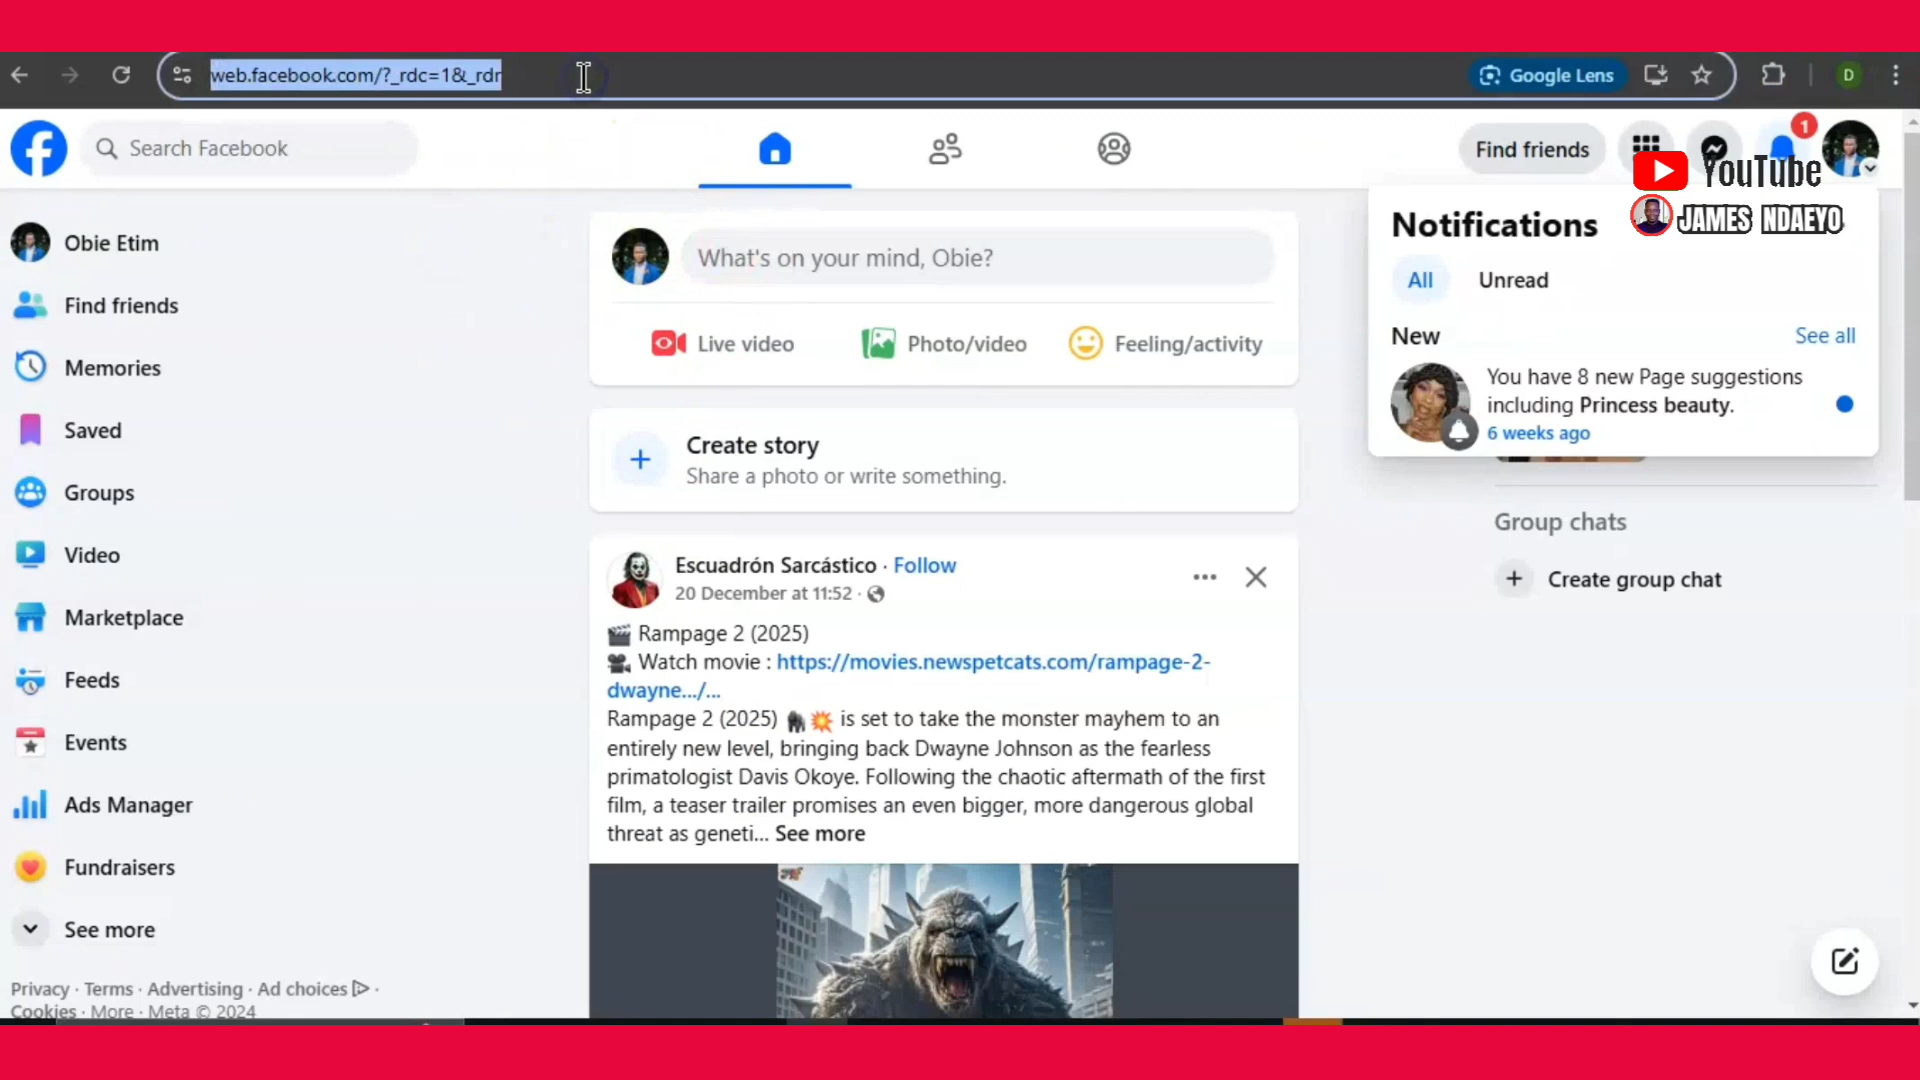 web.facebook.com/?_rdc=1&_rdr
Google Lens
D
Search Facebook
Find friends
1
YouTube
JAMES NDAEYO
Obie Etim
Find friends
Memories
Saved
Groups
Video
Marketplace
Feeds
Events
Ads Manager
Fundraisers
See more
Privacy · Terms · Advertising · Ad choices ·
Cookies · More · Meta © 2024
What's on your mind, Obie?
Live video
Photo/video
Feeling/activity
Create story
Share a photo or write something.
Escuadrón Sarcástico · Follow
20 December at 11:52 ·
🎬 Rampage 2 (2025)
🎥 Watch movie : https://movies.newspetcats.com/rampage-2-
dwayne.../...
Rampage 2 (2025) 🦍💥 is set to take the monster mayhem to an
entirely new level, bringing back Dwayne Johnson as the fearless
primatologist Davis Okoye. Following the chaotic aftermath of the first
film, a teaser trailer promises an even bigger, more dangerous global
threat as geneti... See more
Notifications
All
Unread
New
See all
You have 8 new Page suggestions
including Princess beauty.
6 weeks ago
Group chats
Create group chat